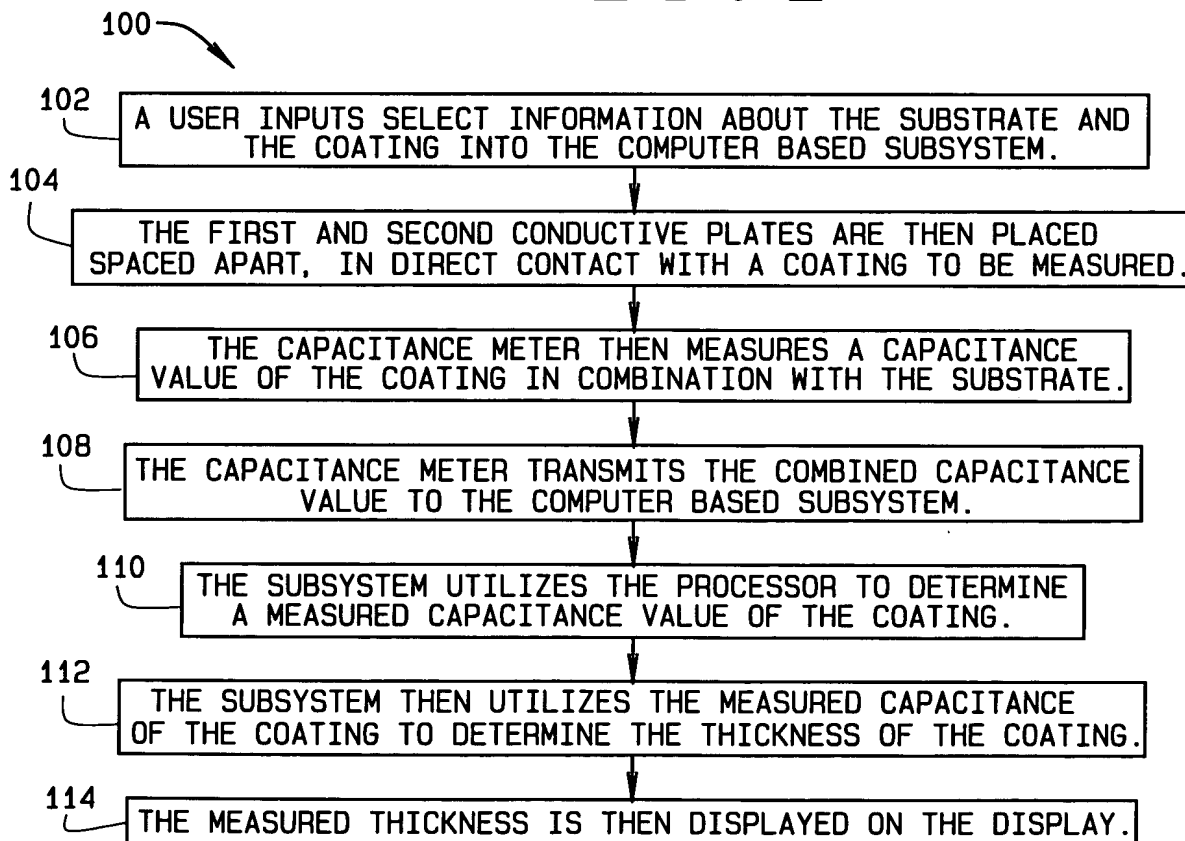 100
102
A USER INPUTS SELECT INFORMATION ABOUT THE SUBSTRATE AND
THE COATING INTO THE COMPUTER BASED SUBSYSTEM.
104
THE FIRST AND SECOND CONDUCTIVE PLATES ARE THEN PLACED
SPACED APART, IN DIRECT CONTACT WITH A COATING TO BE MEASURED.
106
THE CAPACITANCE METER THEN MEASURES A CAPACITANCE
VALUE OF THE COATING IN COMBINATION WITH THE SUBSTRATE.
108
THE CAPACITANCE METER TRANSMITS THE COMBINED CAPACITANCE
VALUE TO THE COMPUTER BASED SUBSYSTEM.
110
THE SUBSYSTEM UTILIZES THE PROCESSOR TO DETERMINE
A MEASURED CAPACITANCE VALUE OF THE COATING.
112
THE SUBSYSTEM THEN UTILIZES THE MEASURED CAPACITANCE
OF THE COATING TO DETERMINE THE THICKNESS OF THE COATING.
114
THE MEASURED THICKNESS IS THEN DISPLAYED ON THE DISPLAY.